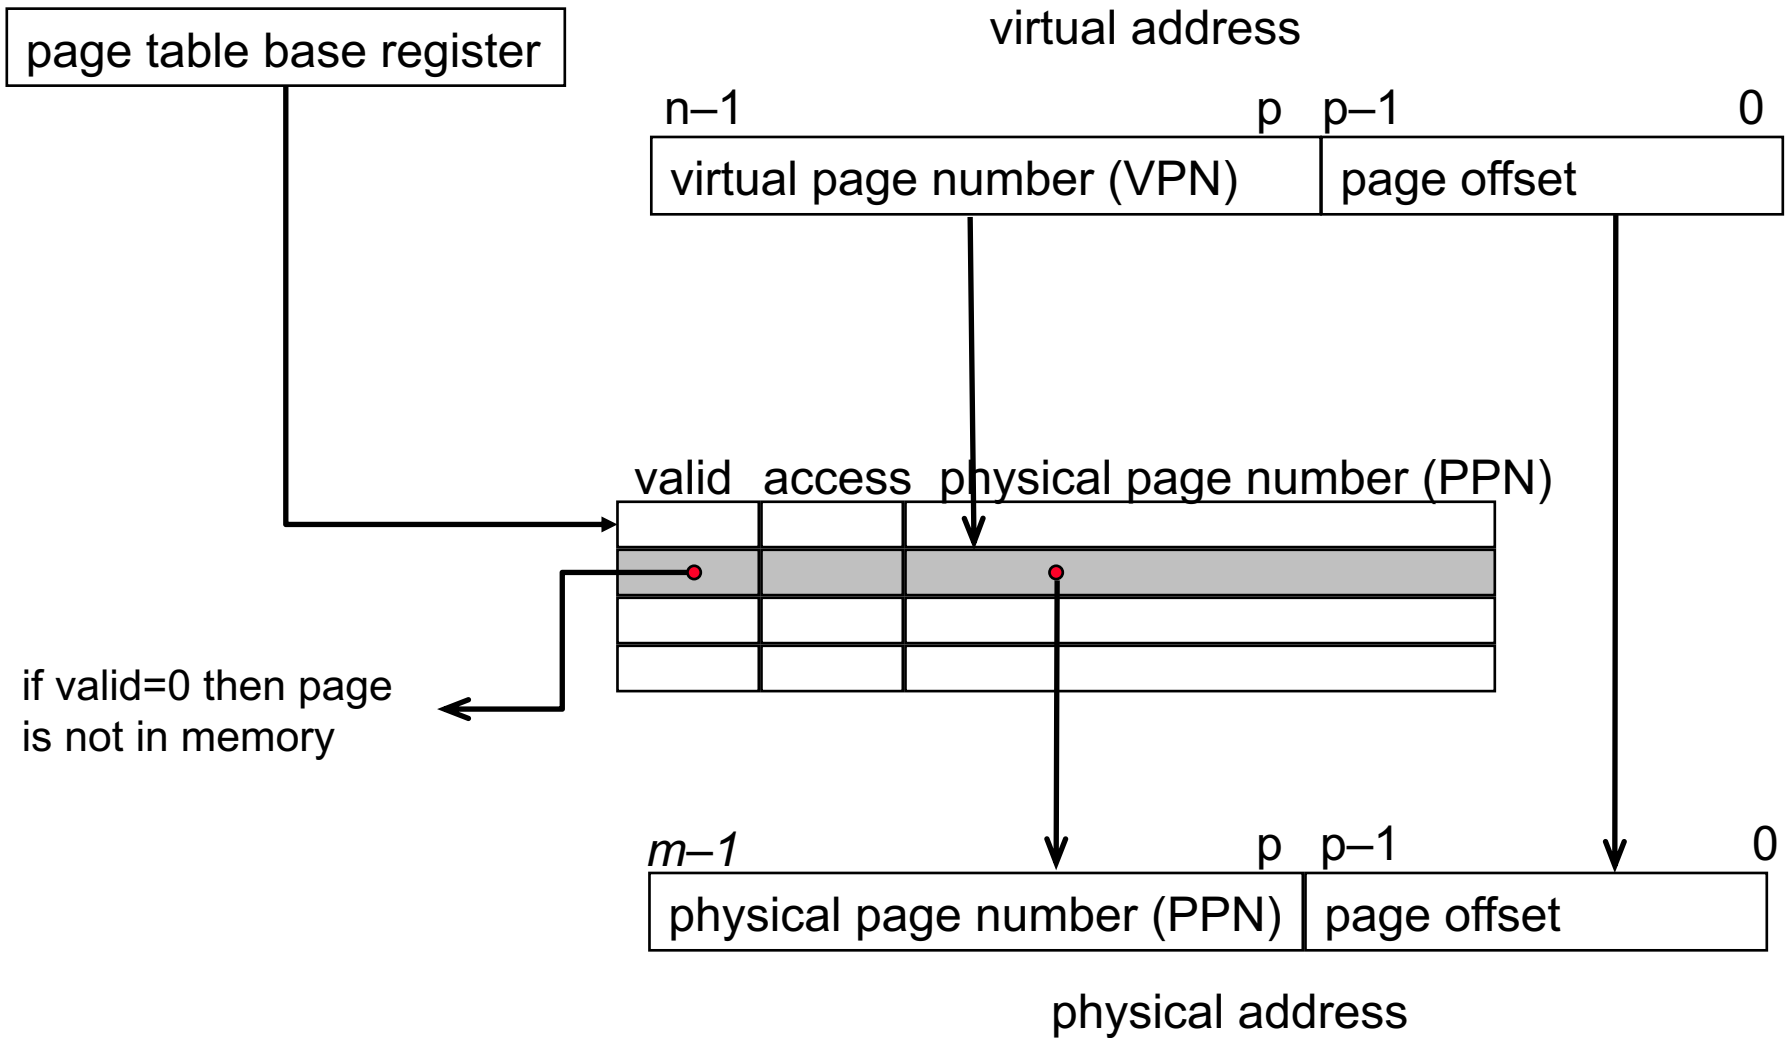 page table base register
virtual address
n–1 p p–1 0
virtual page number (VPN) page offset
valid access physical page number (PPN)
if valid=0 then page
is not in memory
m–1 p p–1 0
physical page number (PPN) page offset
physical address